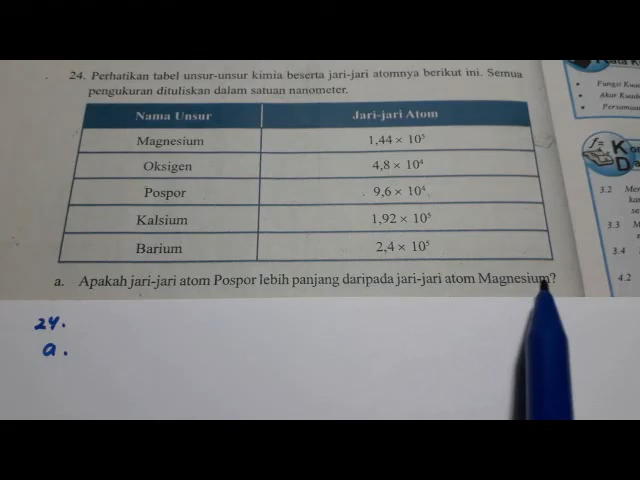 24. Perhatikan tabel unsur-unsur kimia beserta jari-jari atomnya berikut ini. Semua
pengukuran dituliskan dalam satuan nanometer.
Nama Unsur Jari-jari Atom
Magnesium 1,44 × 10⁵
Oksigen 4,8 × 10⁴
Pospor 9,6 × 10⁴
Kalsium 1,92 × 10⁵
Barium 2,4 × 10⁵
a. Apakah jari-jari atom Pospor lebih panjang daripada jari-jari atom Magnesium?
24.
a.
Fungsi
Akar
3.2
3.3
3.4
4.2